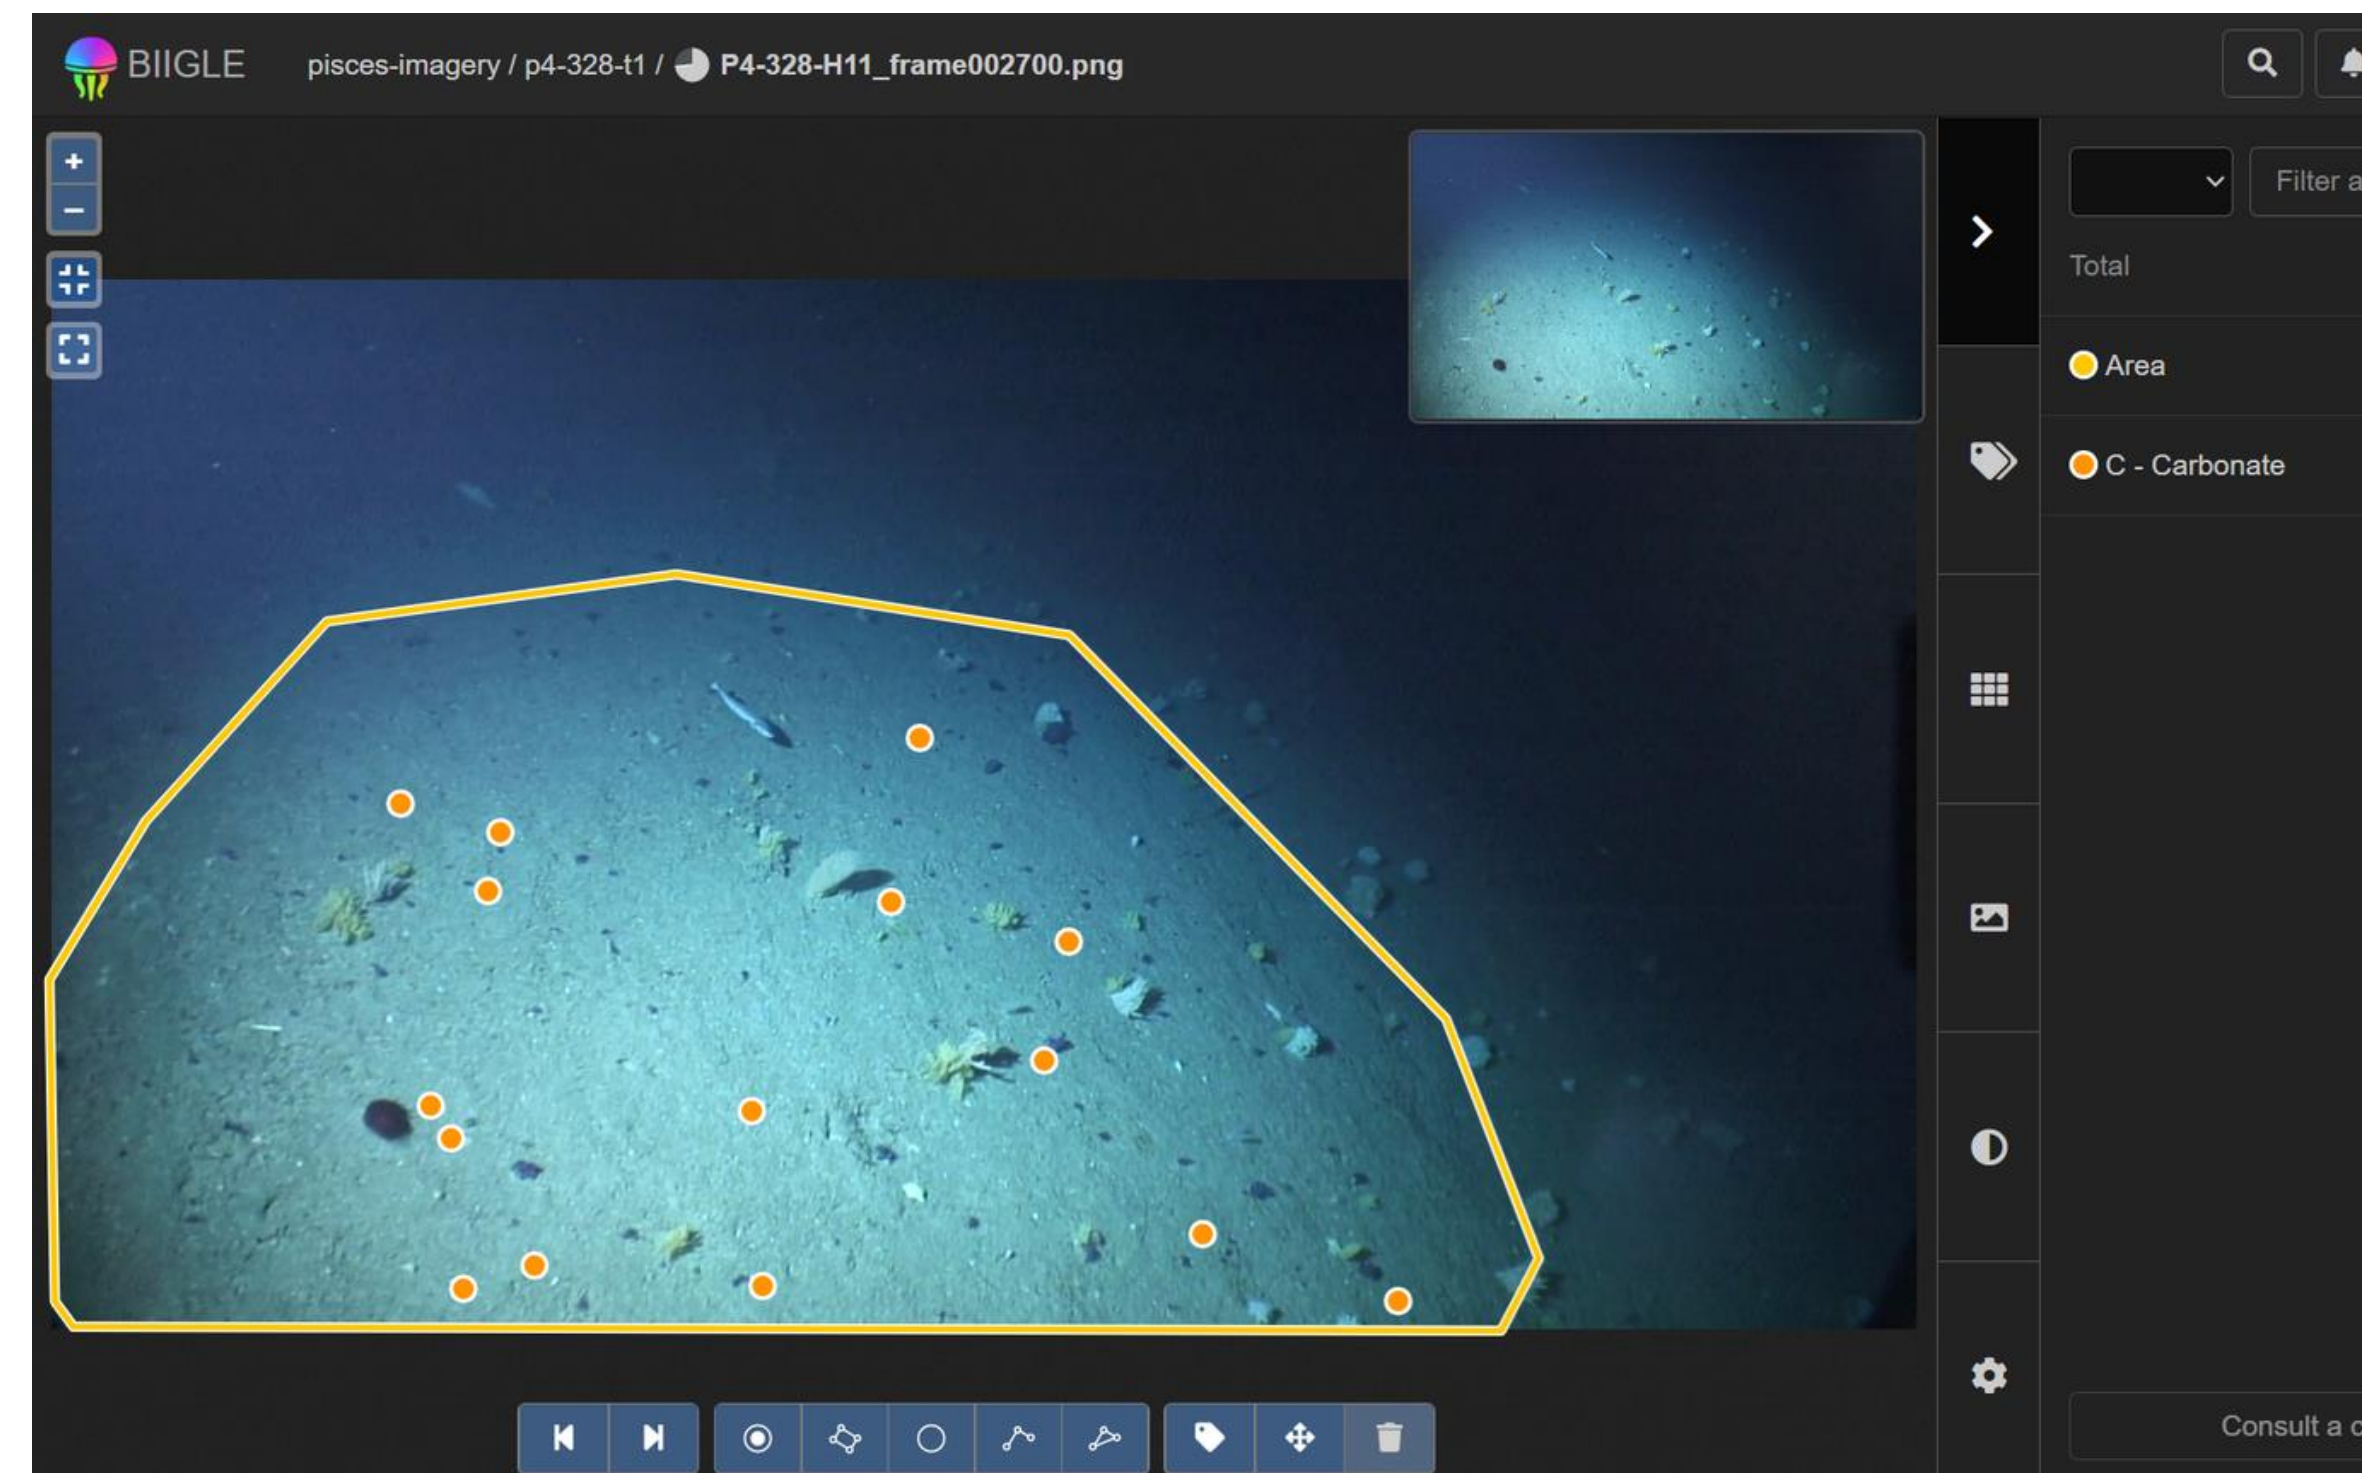 BIIGLE pisces-imagery / p4-328-t1 / P4-328-H11_frame002700.png
Filter a
Total
Area
C - Carbonate
Consult a c